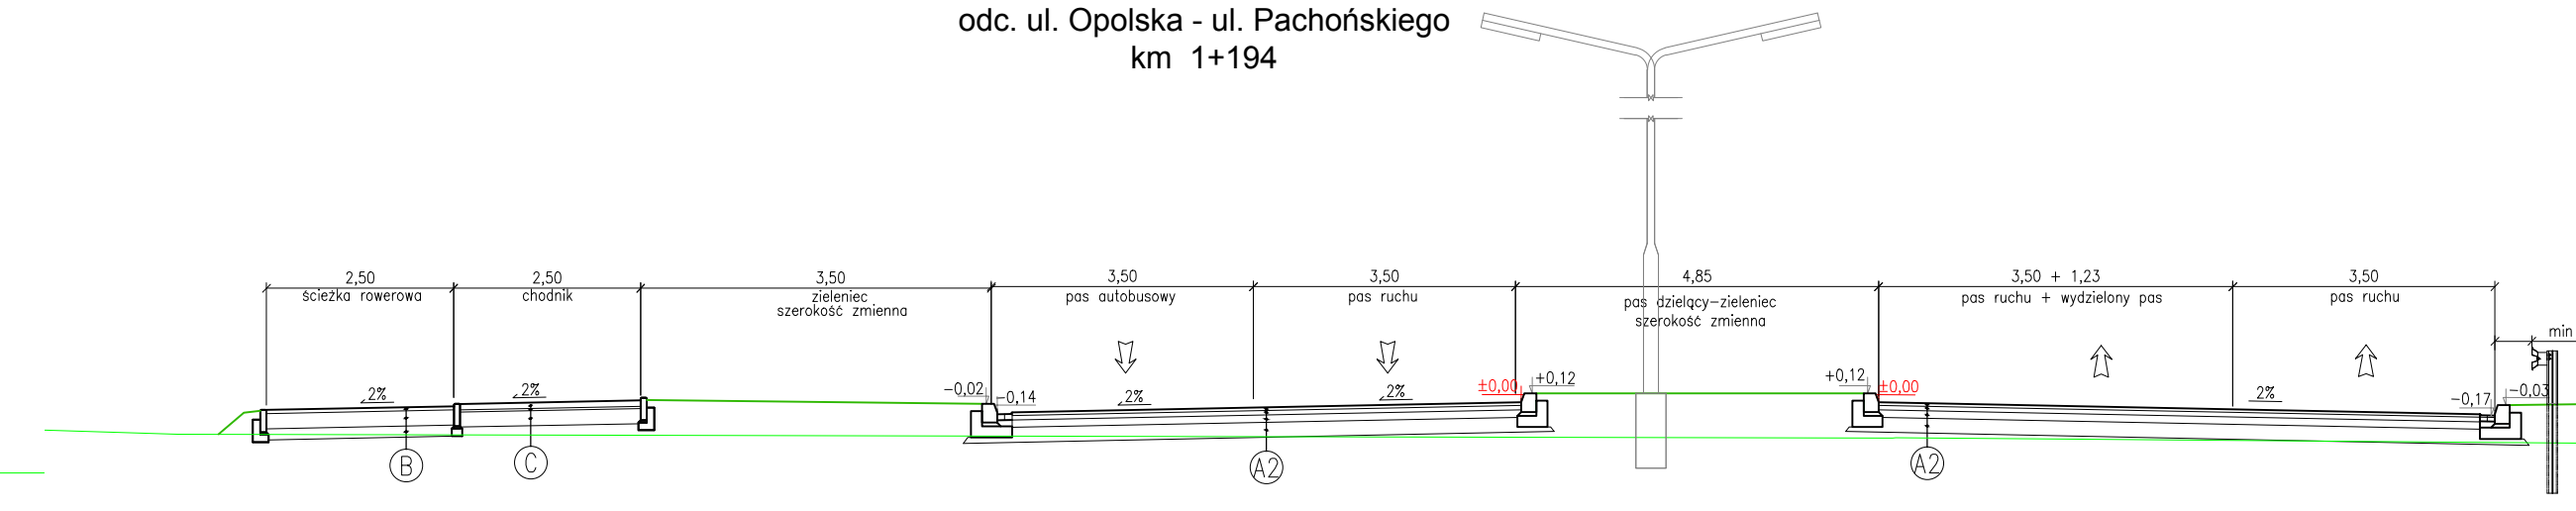 odc. ul. Opolska - ul. Pachońskiego
km 1+194
2,50
ścieżka rowerowa
2,50
chodnik
3,50
zieleniec
szerokość zmienna
3,50
pas autobusowy
3,50
pas ruchu
4,85
pas dzielący-zieleniec
szerokość zmienna
3,50 + 1,23
pas ruchu + wydzielony pas
3,50
pas ruchu
min
2%
2%
-0,02
-0,14
2%
2%
±0,00
+0,12
+0,12
±0,00
2%
-0,17
-0,03
B
C
A2
A2